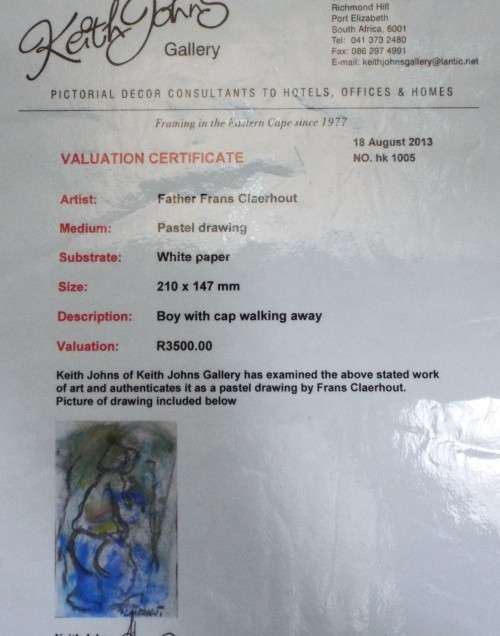 Keith Johns
Gallery
Richmond Hill
Port Elizabeth
South Africa, 6001
Tel: 041 373 2480
Fax: 086 297 4991
E-mail: keithjohnsgallery@lantic.net
PICTORIAL DECOR CONSULTANTS TO HOTELS, OFFICES & HOMES
Framing in the Eastern Cape since 1977
18 August 2013
VALUATION CERTIFICATE
NO. hk 1005
Artist: Father Frans Claerhout
Medium: Pastel drawing
Substrate: White paper
Size: 210 x 147 mm
Description: Boy with cap walking away
Valuation: R3500.00
Keith Johns of Keith Johns Gallery has examined the above stated work
of art and authenticates it as a pastel drawing by Frans Claerhout.
Picture of drawing included below